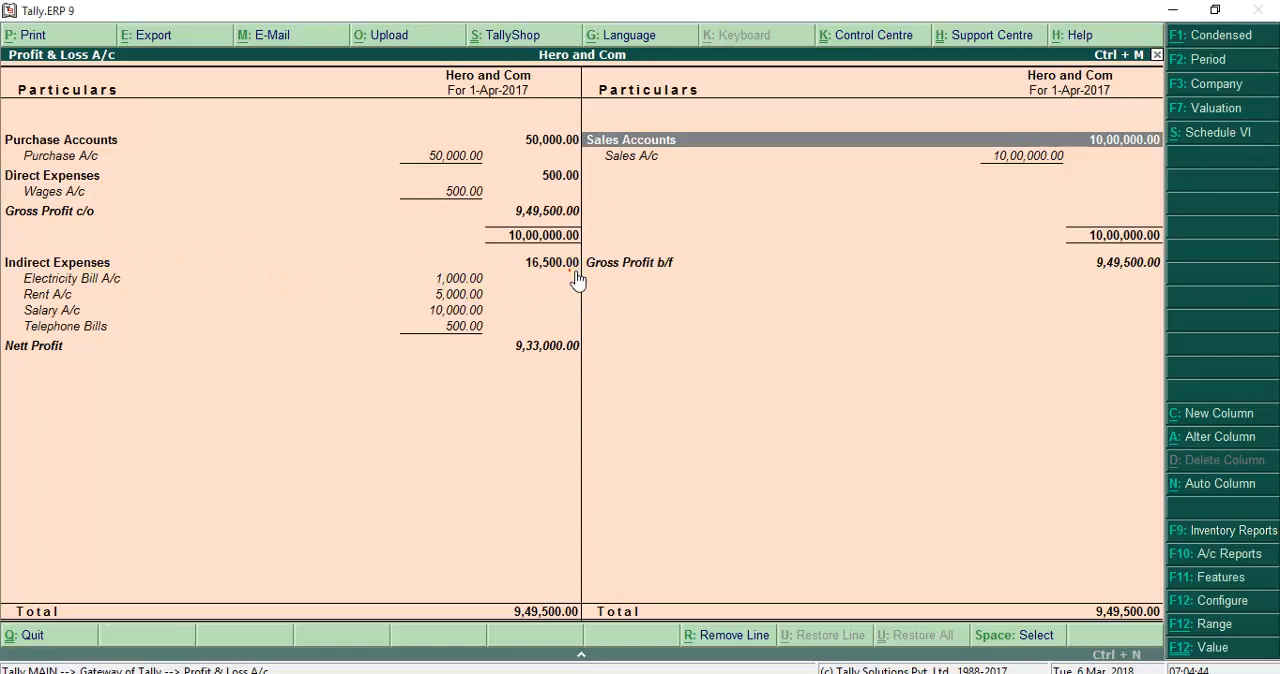 Tally.ERP 9
P: Print E: Export M: E-Mail O: Upload S: TallyShop G: Language K: Keyboard K: Control Centre H: Support Centre H: Help
Profit & Loss A/c Hero and Com Ctrl + M
Hero and Com Hero and Com
Particulars For 1-Apr-2017 Particulars For 1-Apr-2017
Purchase Accounts 50,000.00 Sales Accounts 10,00,000.00
Purchase A/c 50,000.00 Sales A/c 10,00,000.00
Direct Expenses 500.00
Wages A/c 500.00
Gross Profit c/o 9,49,500.00
10,00,000.00 10,00,000.00
Indirect Expenses 16,500.00 Gross Profit b/f 9,49,500.00
Electricity Bill A/c 1,000.00
Rent A/c 5,000.00
Salary A/c 10,000.00
Telephone Bills 500.00
Nett Profit 9,33,000.00
Total 9,49,500.00 Total 9,49,500.00
Q: Quit R: Remove Line U: Restore Line U: Restore All Space: Select
Ctrl + N
Tally MAIN --> Gateway of Tally --> Profit & Loss A/c (c) Tally Solutions Pvt. Ltd., 1988-2017 Tue, 6 Mar, 2018 07:04:44
F1: Condensed
F2: Period
F3: Company
F7: Valuation
S: Schedule VI
C: New Column
A: Alter Column
D: Delete Column
N: Auto Column
F9: Inventory Reports
F10: A/c Reports
F11: Features
F12: Configure
F12: Range
F12: Value